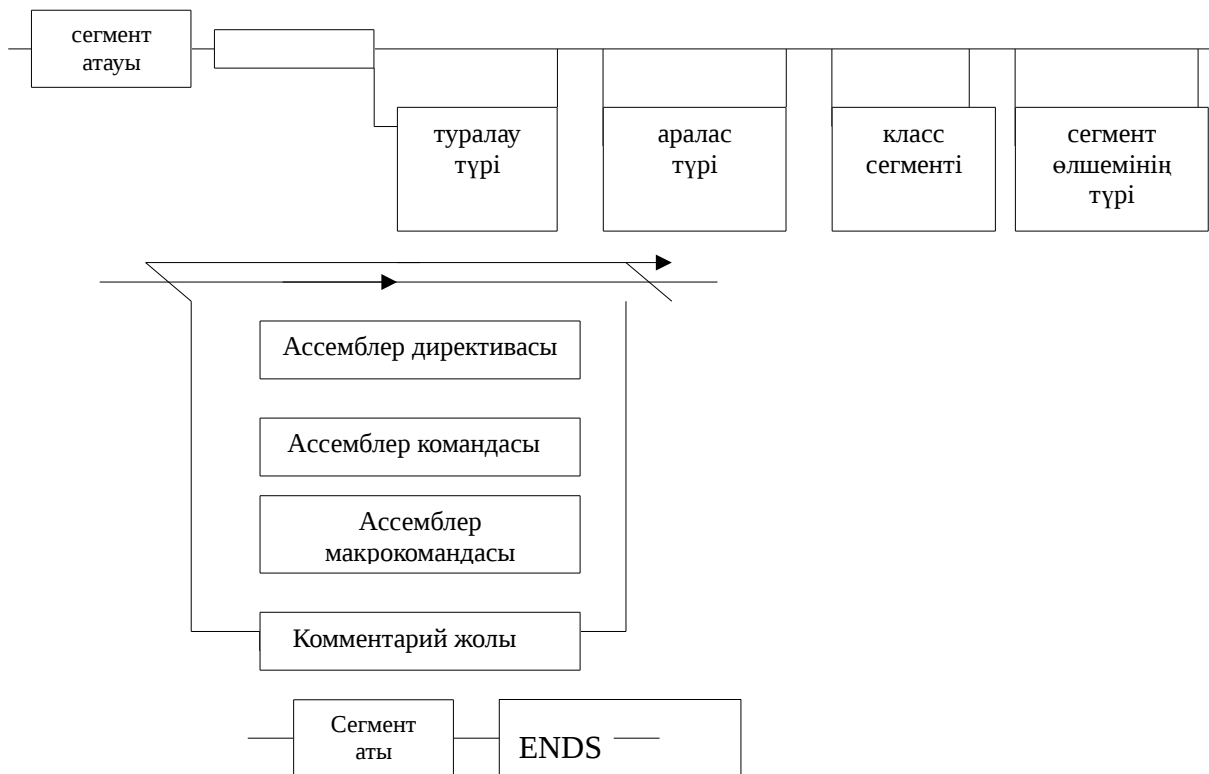 сегмент
атауы
туралау
түрі
аралас
түрі
класс
сегменті
сегмент
өлшемінің
түрі
Ассемблер директивасы
Ассемблер командасы
Ассемблер
макрокомандасы
Комментарий жолы
Сегмент
аты
ENDS